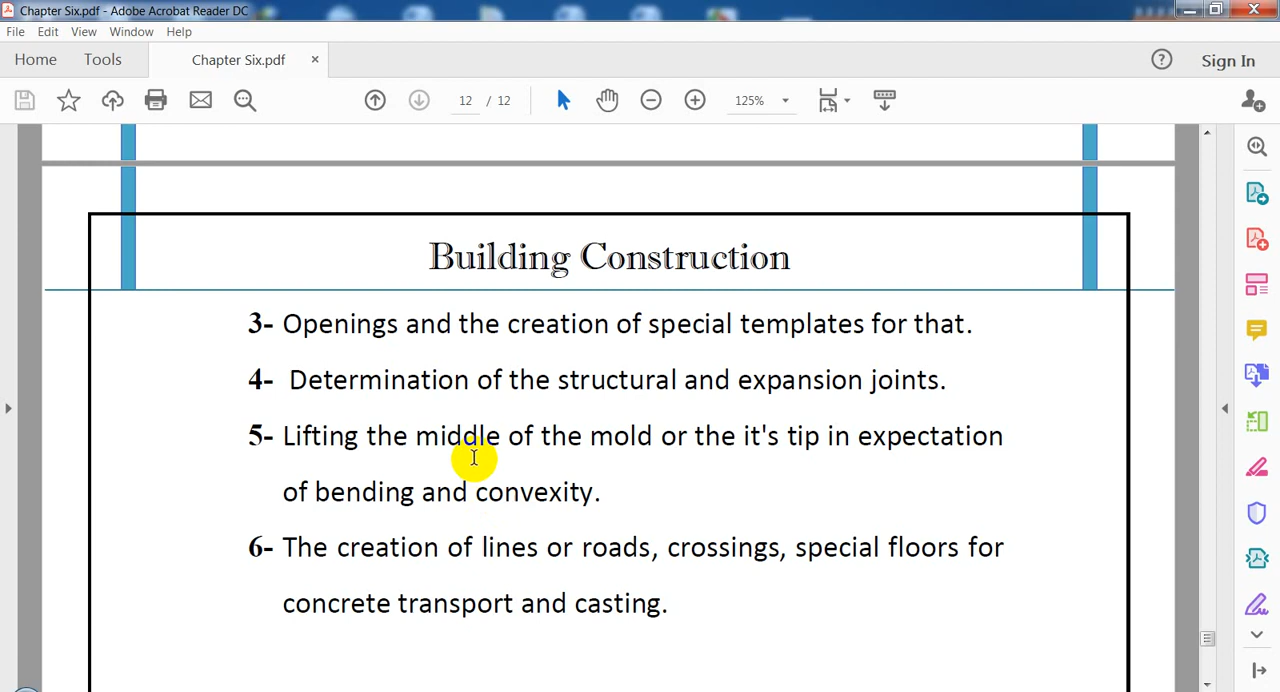 Chapter Six.pdf - Adobe Acrobat Reader DC
File Edit View Window Help
Home Tools Chapter Six.pdf × Sign In
12 / 12 125%
Building Construction
3- Openings and the creation of special templates for that.
4- Determination of the structural and expansion joints.
5- Lifting the middle of the mold or the it's tip in expectation
of bending and convexity.
6- The creation of lines or roads, crossings, special floors for
concrete transport and casting.